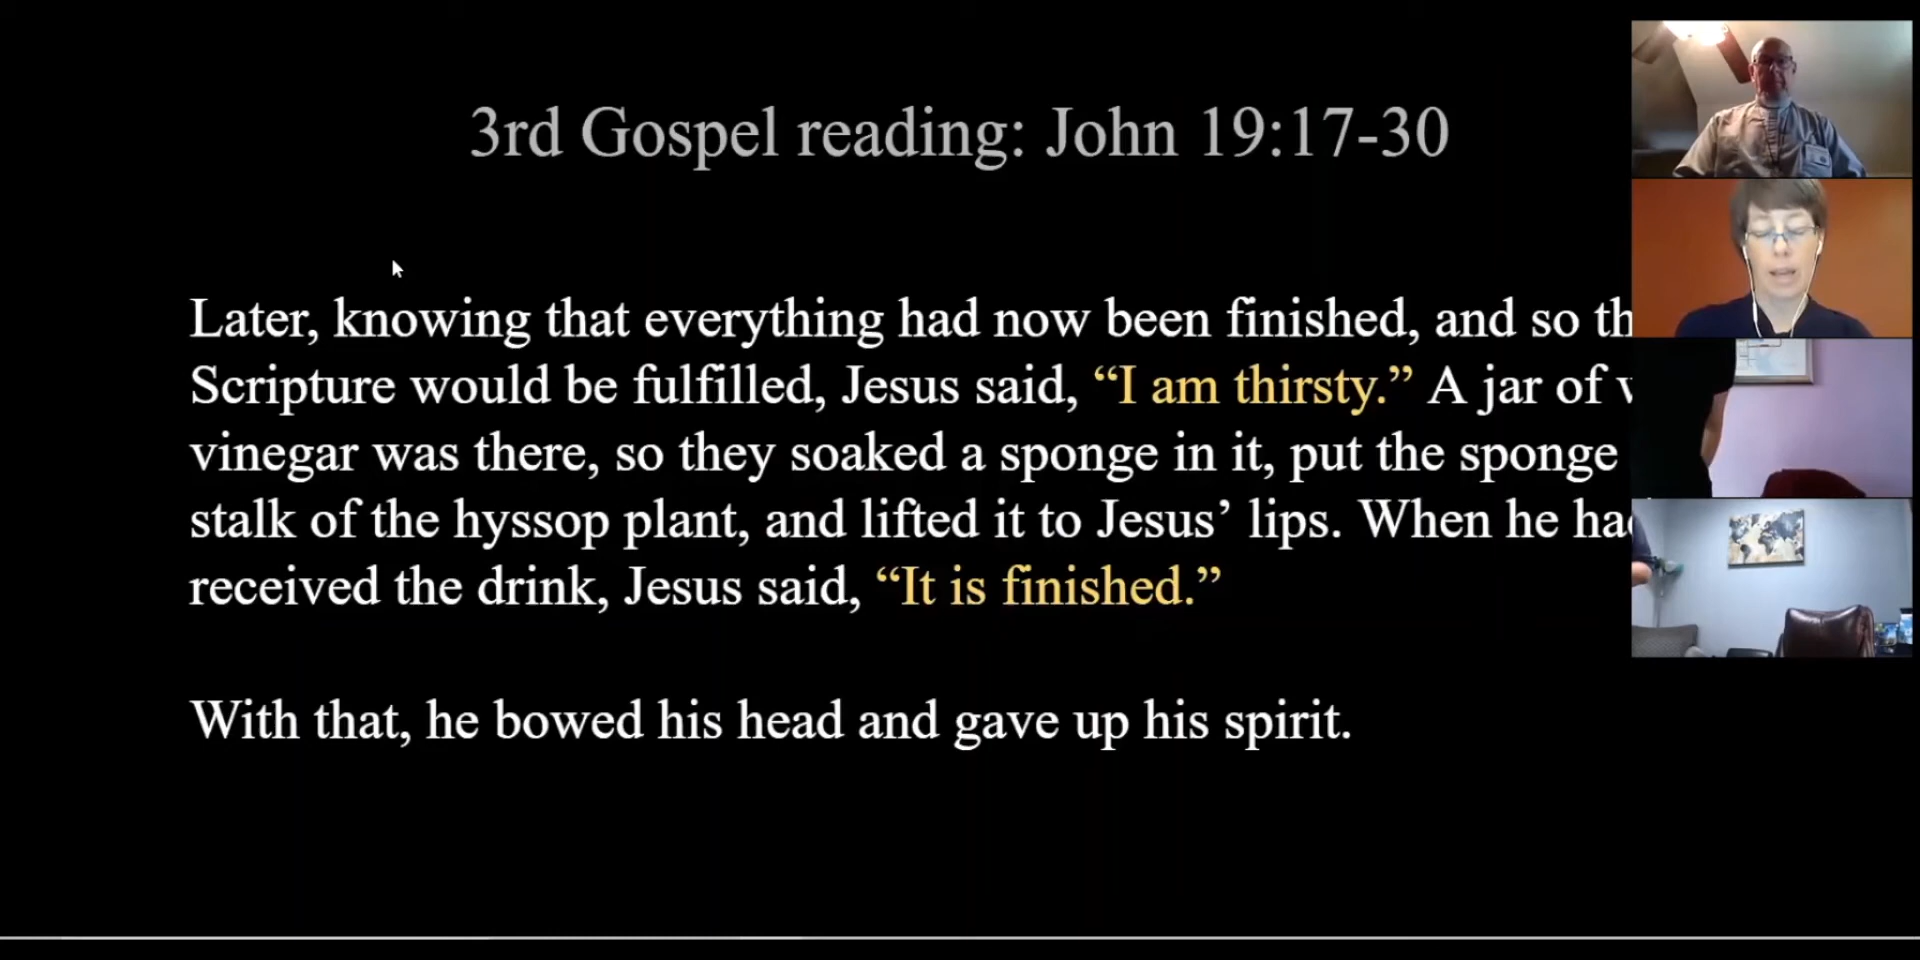 3rd Gospel reading: John 19:17-30
Later, knowing that everything had now been finished, and so th
Scripture would be fulfilled, Jesus said, “I am thirsty.” A jar of
vinegar was there, so they soaked a sponge in it, put the sponge
stalk of the hyssop plant, and lifted it to Jesus’ lips. When he ha
received the drink, Jesus said, “It is finished.”
With that, he bowed his head and gave up his spirit.